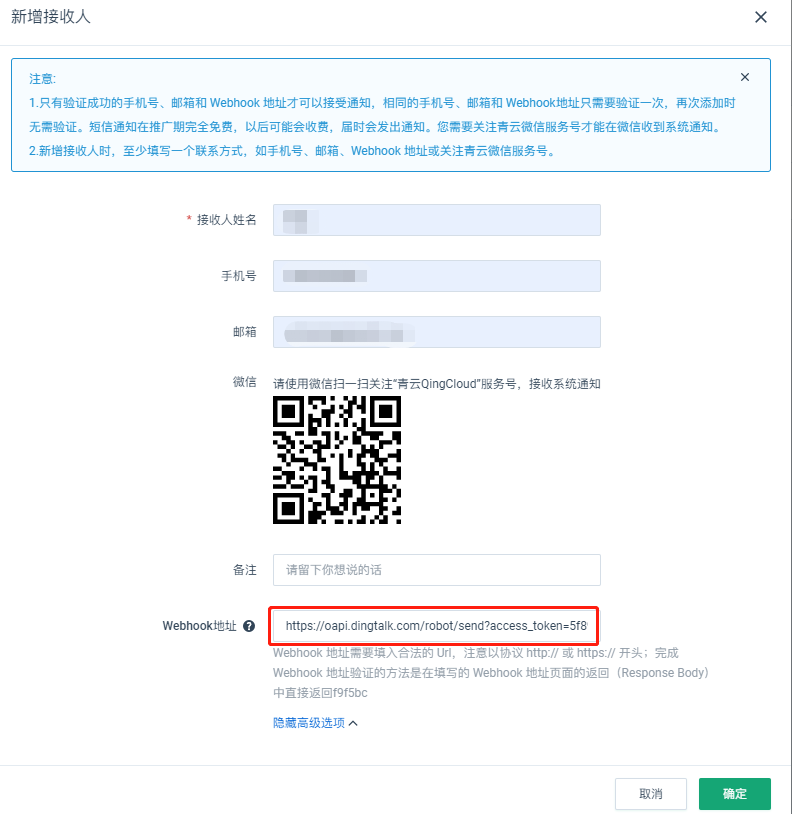 新增接收人
注意:
1.只有验证成功的手机号、邮箱和 Webhook 地址才可以接受通知，相同的手机号、邮箱和 Webhook地址只需要验证一次，再次添加时
无需验证。短信通知在推广期完全免费，以后可能会收费，届时会发出通知。您需要关注青云微信服务号才能在微信收到系统通知。
2.新增接收人时，至少填写一个联系方式，如手机号、邮箱、Webhook 地址或关注青云微信服务号。
* 接收人姓名
手机号
邮箱
微信 请使用微信扫一扫关注“青云QingCloud”服务号，接收系统通知
备注 请留下你想说的话
Webhook地址 ? https://oapi.dingtalk.com/robot/send?access_token=5f8
Webhook 地址需要填入合法的 Url，注意以协议 http:// 或 https:// 开头；完成
Webhook 地址验证的方法是在填写的 Webhook 地址页面的返回（Response Body）
中直接返回f9f5bc
隐藏高级选项
取消 确定